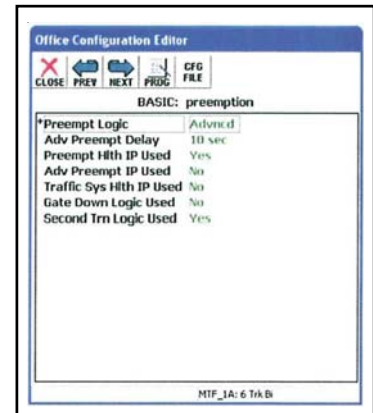 Office Configuration Editor
CLOSE PREV NEXT PROG CFG FILE
BASIC: preemption
*Preempt Logic Advncd
Adv Preempt Delay 10 sec
Preempt Hlth IP Used Yes
Adv Preempt IP Used No
Traffic Sys Hlth IP Used No
Gate Down Logic Used No
Second Trn Logic Used Yes
MTF_1A: 6 Trk Bi